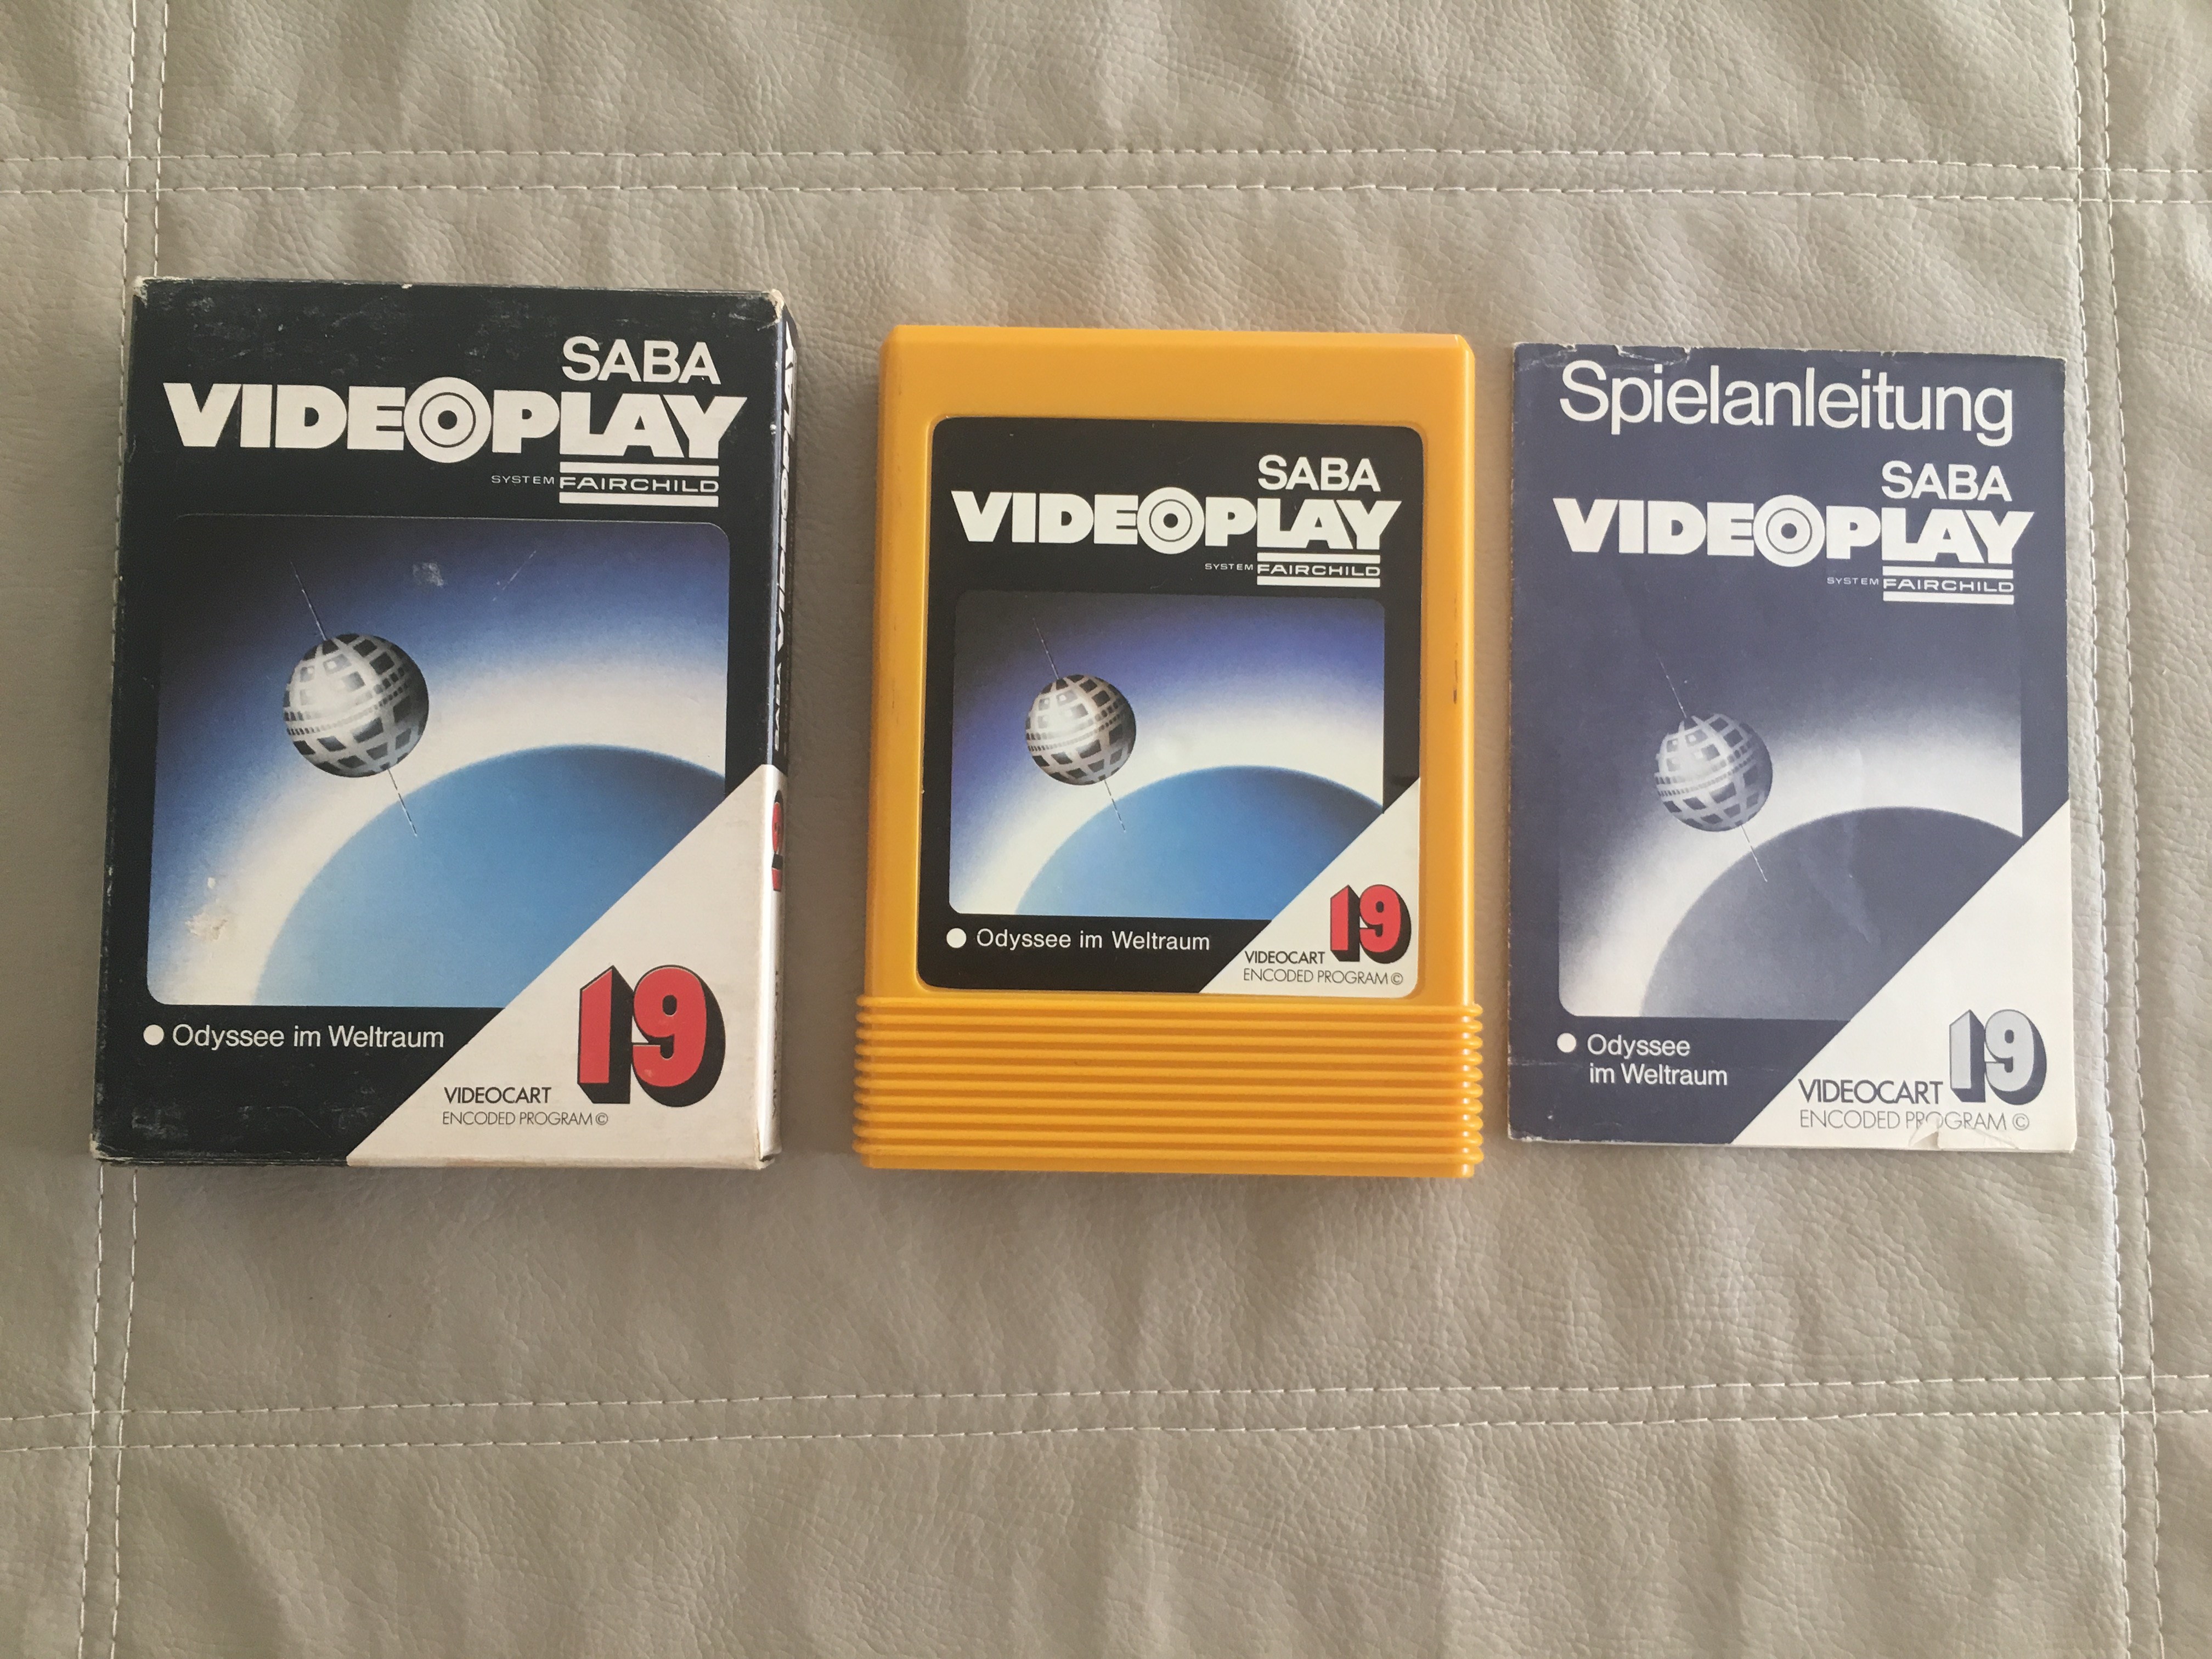 SABA
VIDEOPLAY
SYSTEM FAIRCHILD
Odyssee im Weltraum
19
VIDEOCART
ENCODED PROGRAM ©
SABA
VIDEOPLAY
SYSTEM FAIRCHILD
Odyssee im Weltraum
19
VIDEOCART
ENCODED PROGRAM ©
Spielanleitung
SABA
VIDEOPLAY
SYSTEM FAIRCHILD
Odyssee
im Weltraum
19
VIDEOCART
ENCODED PROGRAM ©